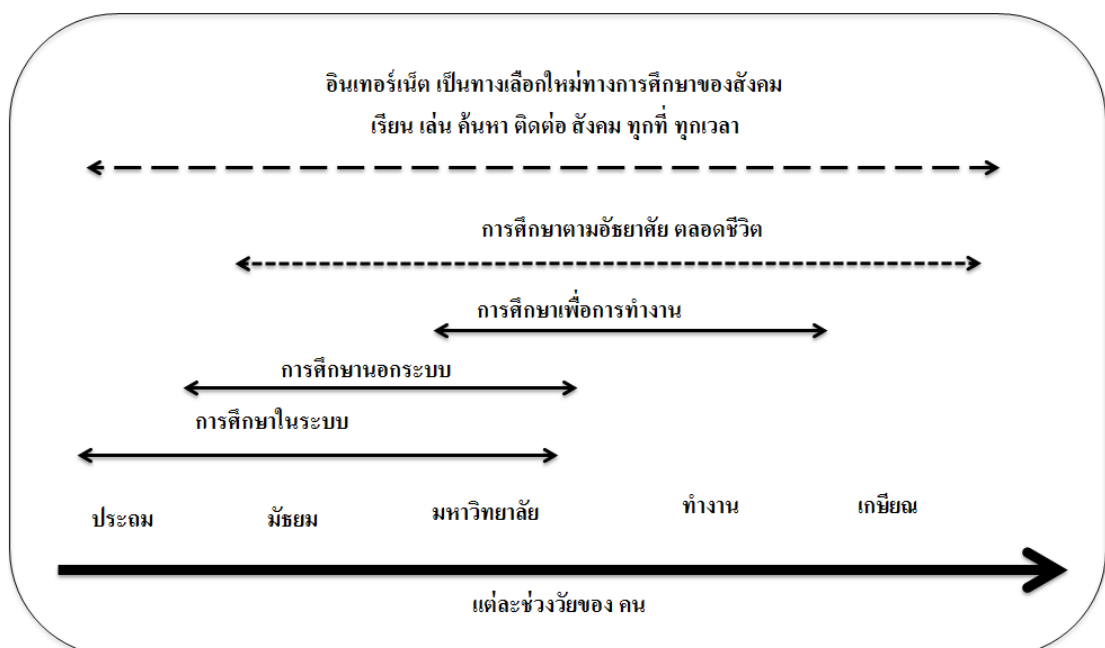 อินเทอร์เน็ต เป็นทางเลือกใหม่ทางการศึกษาของสังคม
เรียน เล่น ค้นหา ติดต่อ สังคม ทุกที่ ทุกเวลา
การศึกษาตามอัธยาศัย ตลอดชีวิต
การศึกษาเพื่อการทำงาน
การศึกษานอกระบบ
การศึกษาในระบบ
ประถม มัธยม มหาวิทยาลัย ทำงาน เกษียณ
แต่ละช่วงวัยของ คน